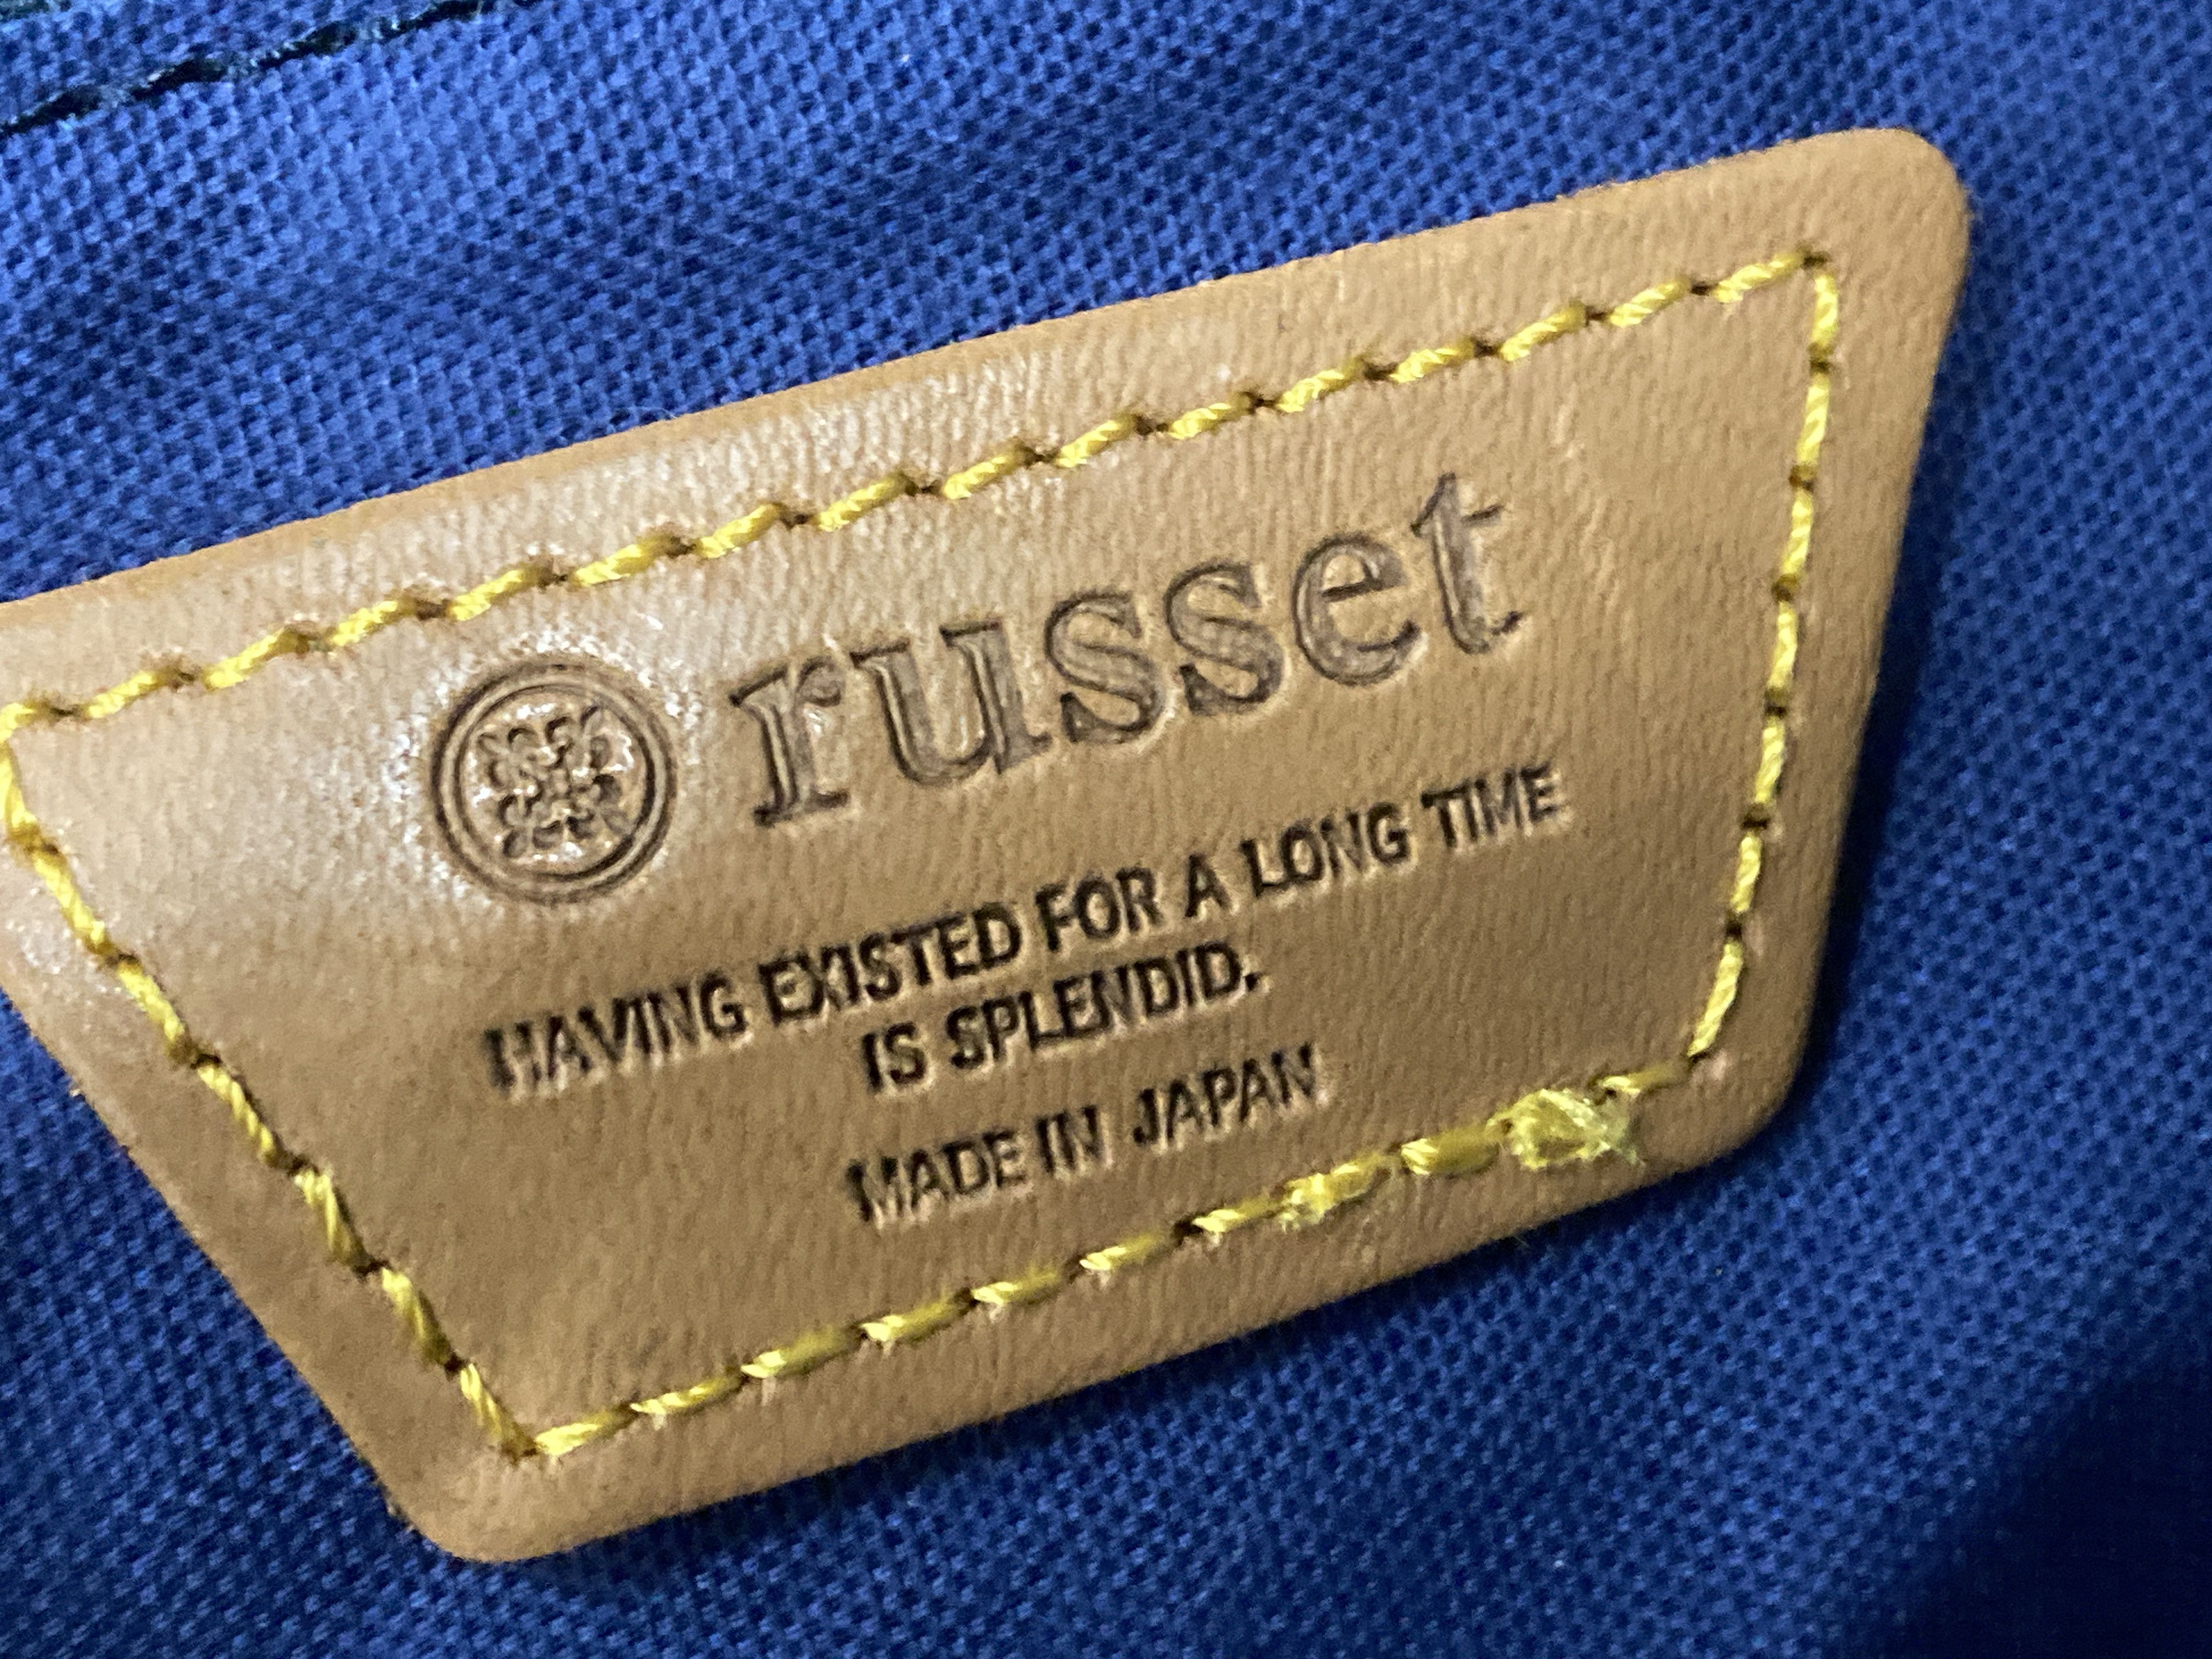 russet
HAVING EXISTED FOR A LONG TIME
IS SPLENDID.
MADE IN JAPAN